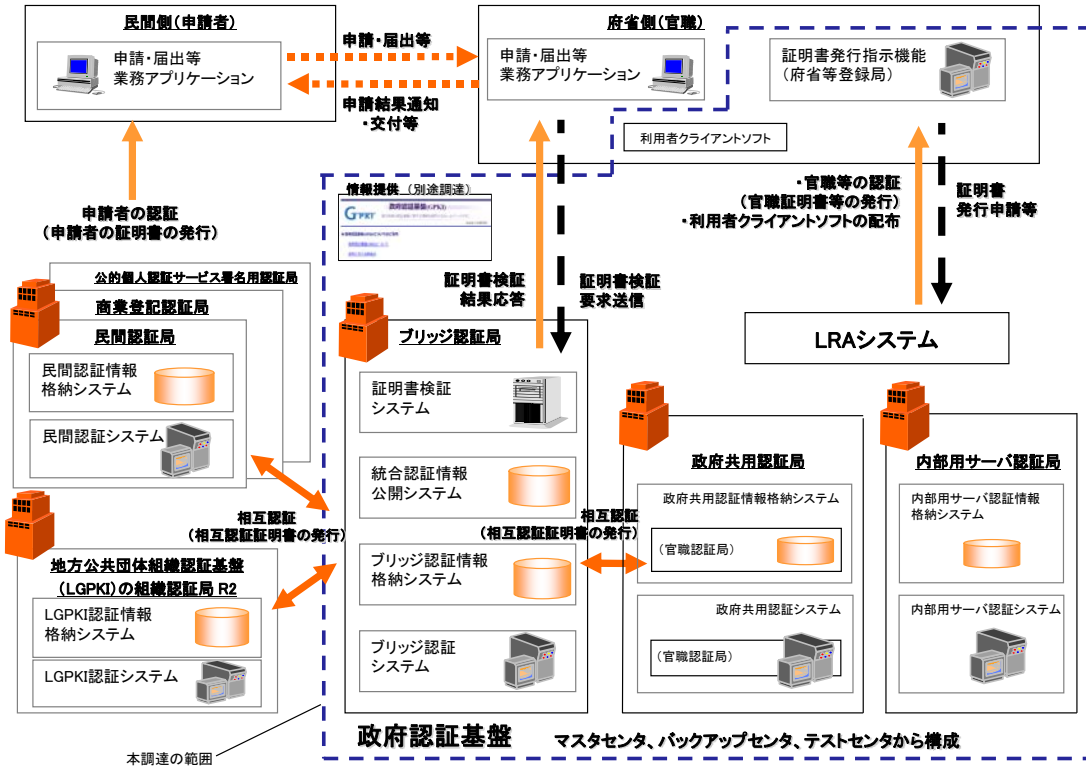 民間側(申請者)
申請・届出等
業務アプリケーション
申請・届出等
申請結果通知
・交付等
府省側(官職)
申請・届出等
業務アプリケーション
証明書発行指示機能
(府省等登録局)
利用者クライアントソフト
申請者の認証
(申請者の証明書の発行)
情報提供 (別途調達)
政府認証基盤(GPKI)
GPKI
証明書検証
結果応答
証明書検証
要求送信
・官職等の認証
(官職証明書等の発行)
・利用者クライアントソフトの配布
証明書
発行申請等
LRAシステム
公的個人認証サービス署名用認証局
商業登記認証局
民間認証局
民間認証情報
格納システム
民間認証システム
相互認証
(相互認証証明書の発行)
地方公共団体組織認証基盤
(LGPKI)の組織認証局 R2
LGPKI認証情報
格納システム
LGPKI認証システム
ブリッジ認証局
証明書検証
システム
統合認証情報
公開システム
ブリッジ認証情報
格納システム
ブリッジ認証
システム
相互認証
(相互認証証明書の発行)
政府共用認証局
政府共用認証情報格納システム
(官職認証局)
政府共用認証システム
(官職認証局)
内部用サーバ認証局
内部用サーバ認証情報
格納システム
内部用サーバ認証システム
政府認証基盤
マスタセンタ、バックアップセンタ、テストセンタから構成
本調達の範囲